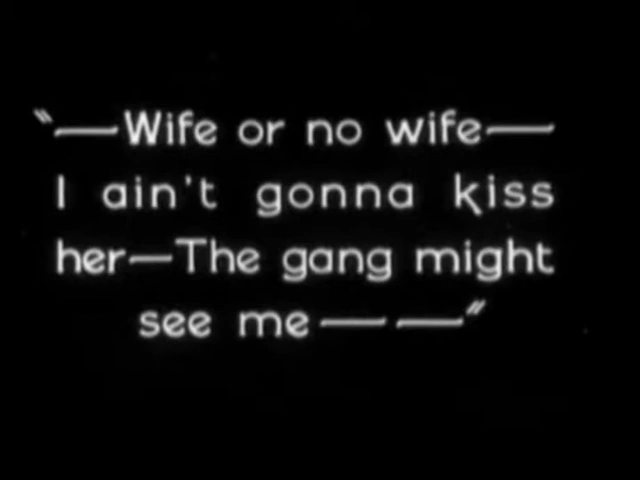 "—Wife or no wife—
I ain't gonna kiss
her—The gang might
see me— —"